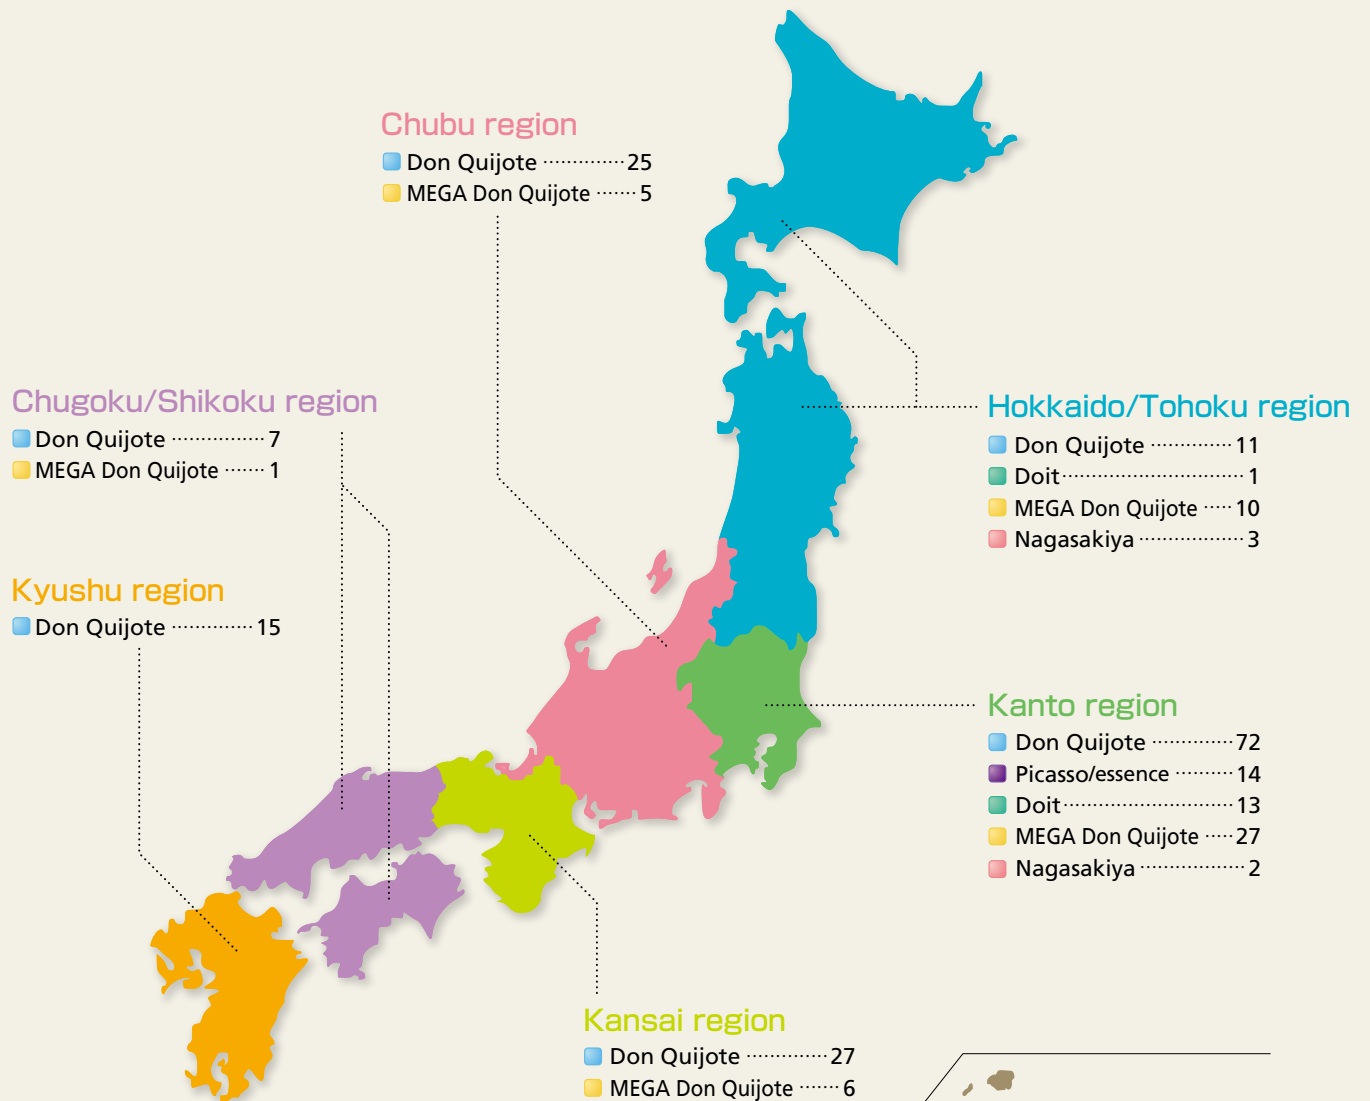 Chubu region
Don Quijote ·············· 25
MEGA Don Quijote ······· 5
Chugoku/Shikoku region
Don Quijote ················ 7
MEGA Don Quijote ······· 1
Kyushu region
Don Quijote ·············· 15
Hokkaido/Tohoku region
Don Quijote ·············· 11
Doit································ 1
MEGA Don Quijote ····· 10
Nagasakiya ·················· 3
Kanto region
Don Quijote ·············· 72
Picasso/essence ·········· 14
Doit······························ 13
MEGA Don Quijote ····· 27
Nagasakiya ·················· 2
Kansai region
Don Quijote ·············· 27
MEGA Don Quijote ······· 6